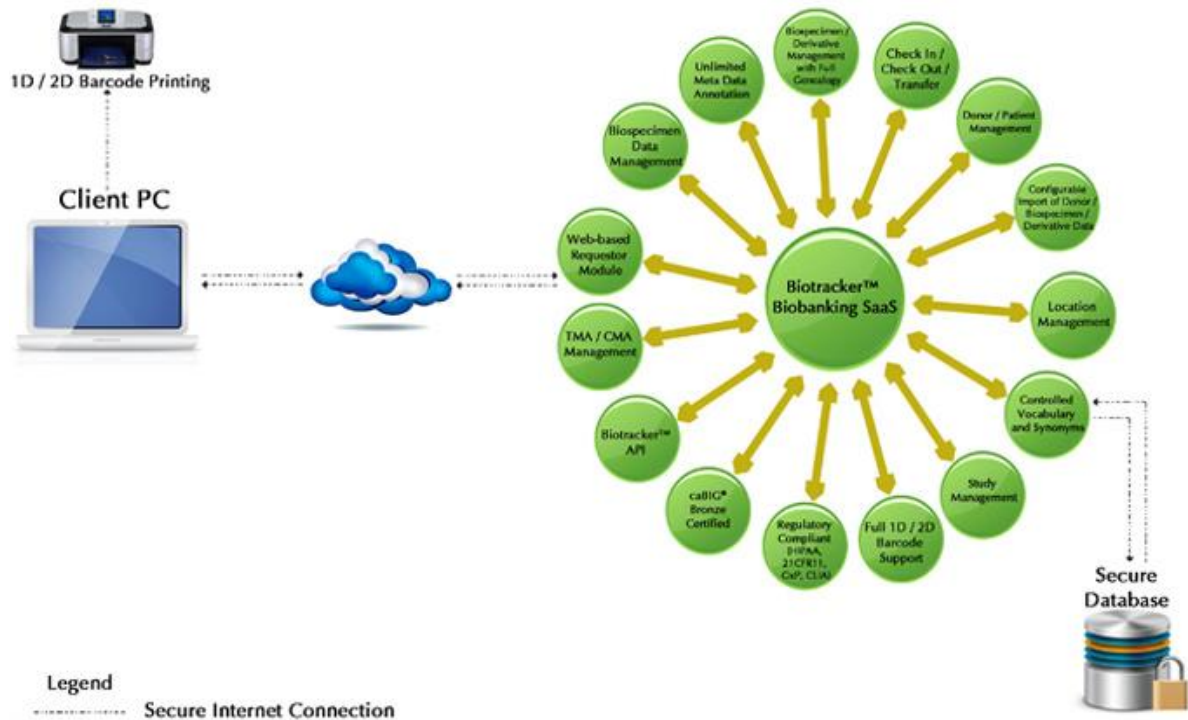 1D / 2D Barcode Printing
Client PC
Biospecimen /
Derivative
Management
with Full
Genealogy
Check In /
Check Out /
Transfer
Unlimited
Meta Data
Annotation
Donor / Patient
Management
Biospecimen
Data
Management
Configurable
Import of Donor /
Biospecimen /
Derivative Data
Web-based
Requestor
Module
Biotracker™
Biobanking SaaS
Location
Management
TMA / CMA
Management
Controlled
Vocabulary
and Synonyms
Biotracker™
API
Study
Management
caBIG®
Bronze
Certified
Regulatory
Compliant
(HIPAA,
21CFR11,
GxP, CLIA)
Full 1D / 2D
Barcode
Support
Secure
Database
Legend
Secure Internet Connection